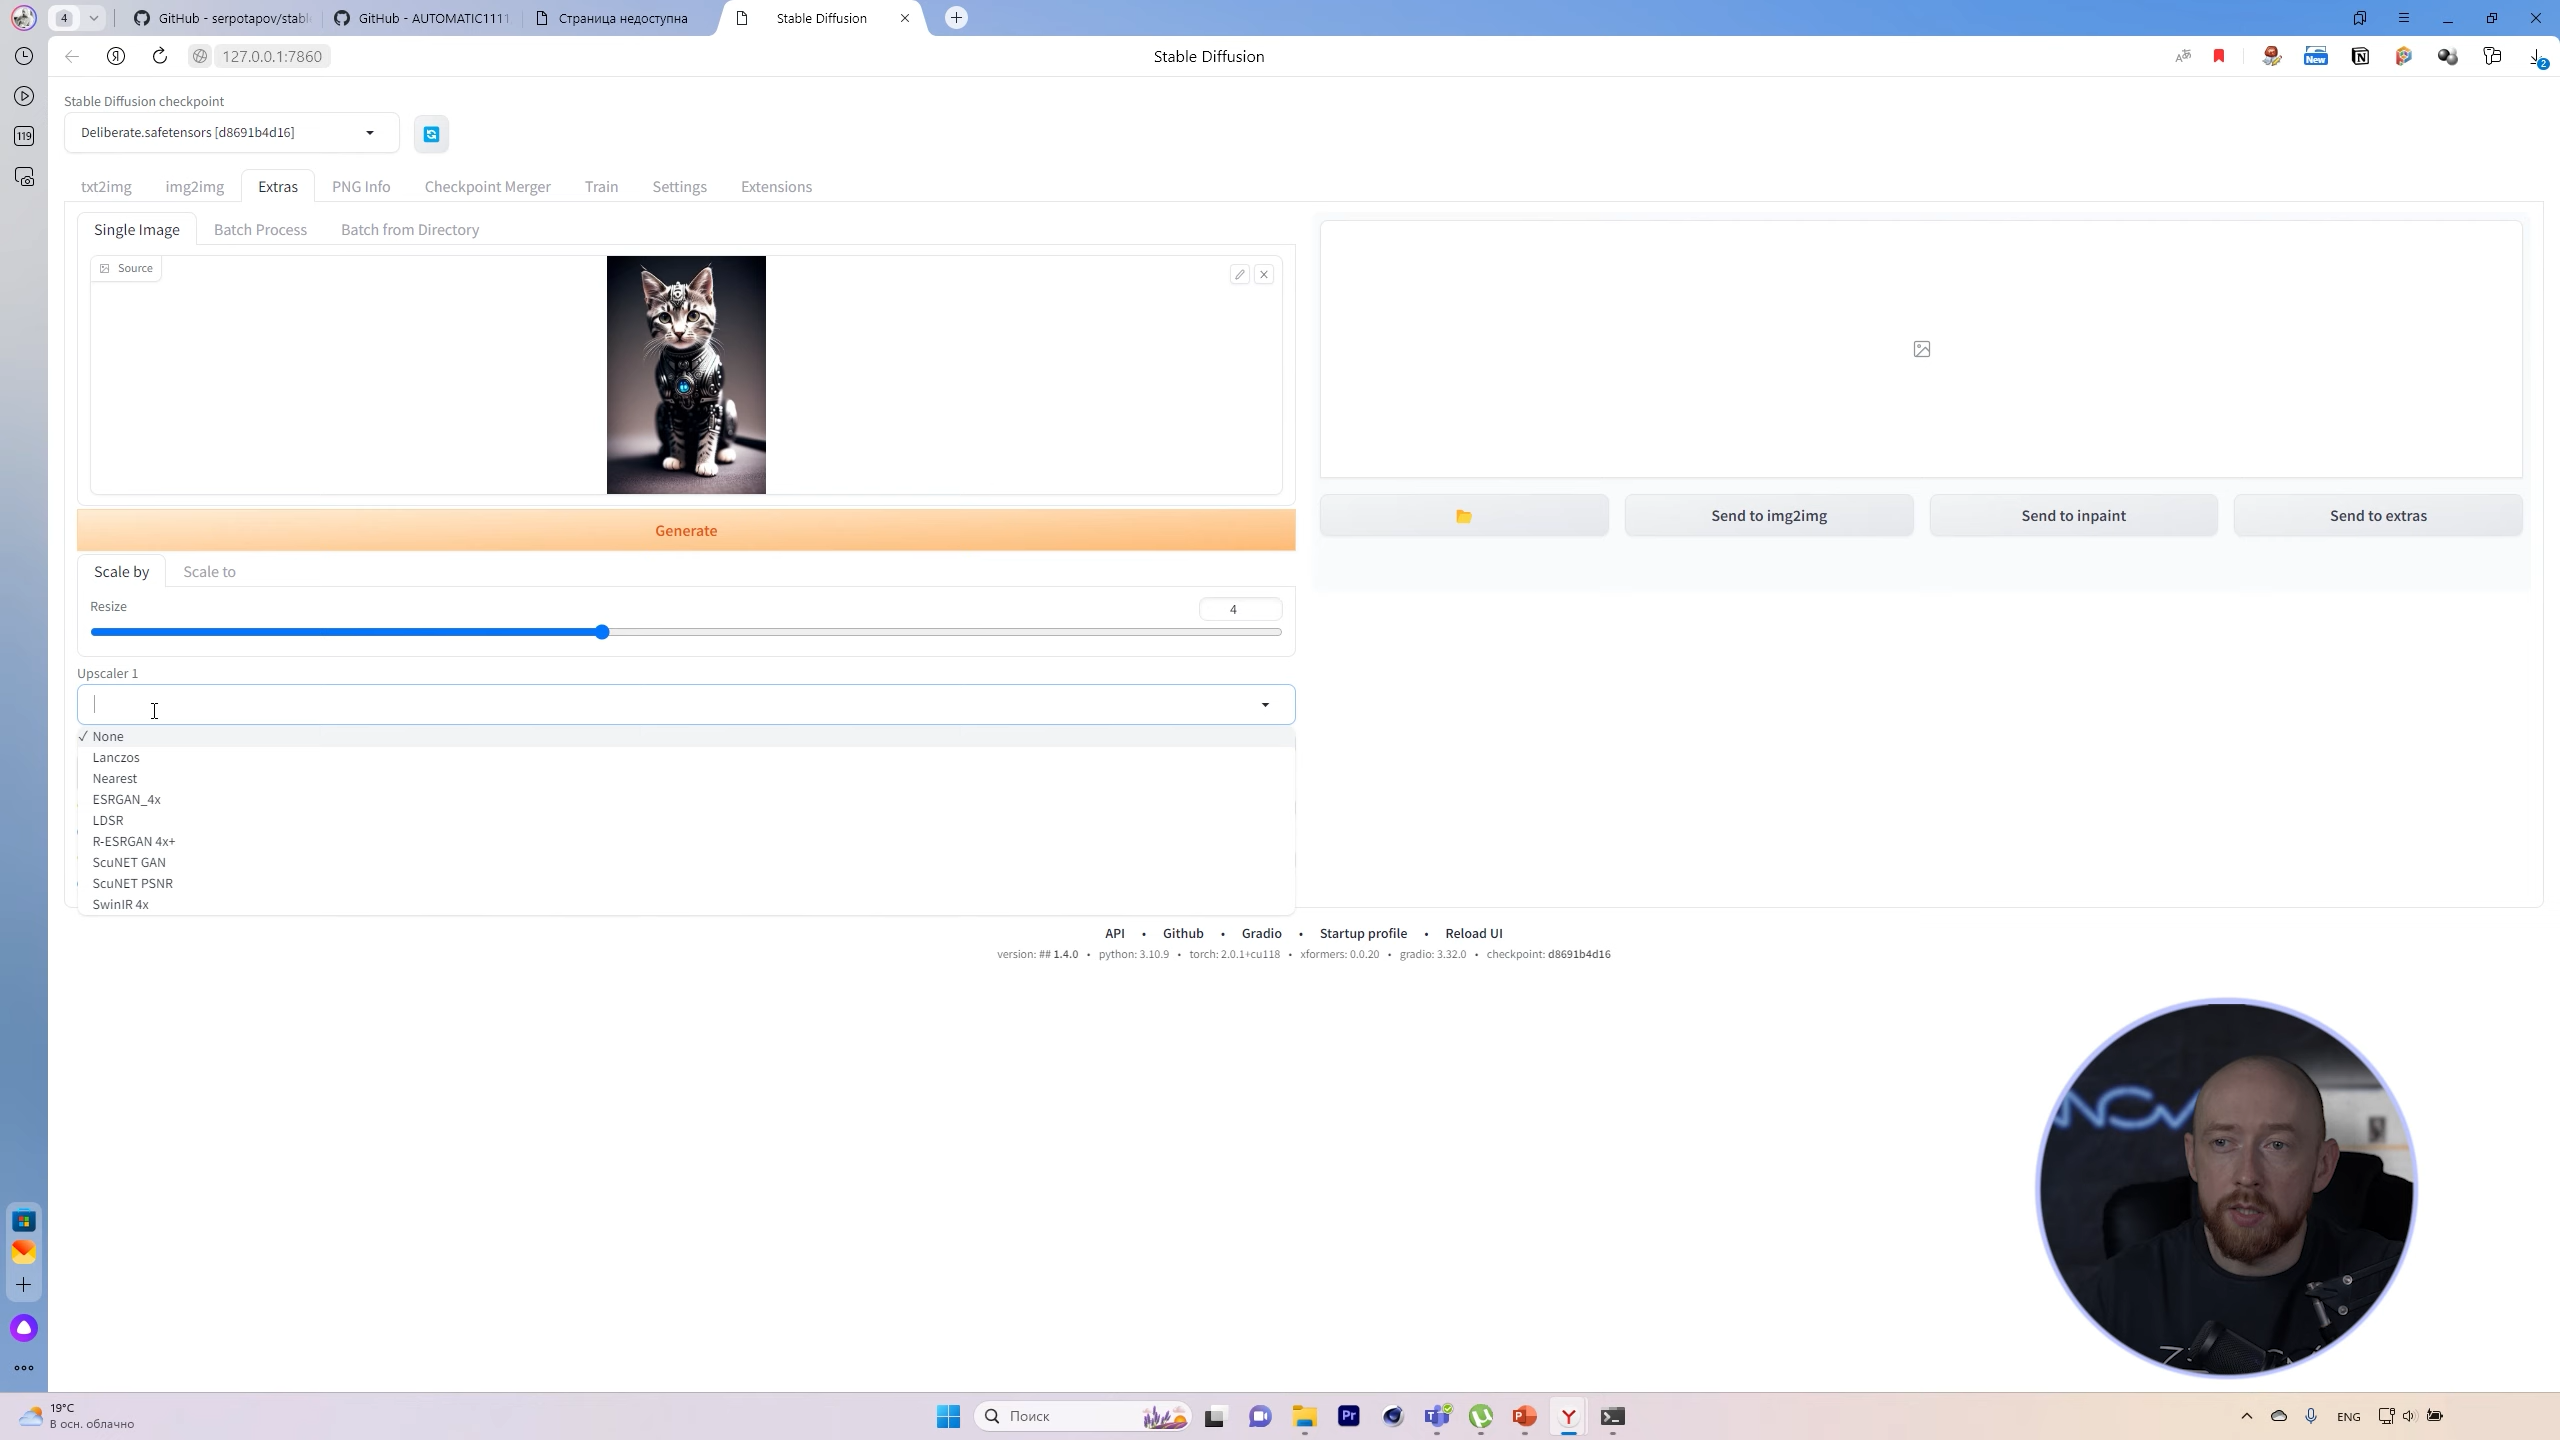 4
GitHub - serpotapov/stabl
GitHub - AUTOMATIC1111
Страница недоступна
Stable Diffusion
127.0.0.1:7860
Stable Diffusion
New
2
119
Stable Diffusion checkpoint
Deliberate.safetensors [d8691b4d16]
txt2img
img2img
Extras
PNG Info
Checkpoint Merger
Train
Settings
Extensions
Single Image
Batch Process
Batch from Directory
Source
Generate
Send to img2img
Send to inpaint
Send to extras
Scale by
Scale to
Resize
4
Upscaler 1
✓ None
Lanczos
Nearest
ESRGAN_4x
LDSR
R-ESRGAN 4x+
ScuNET GAN
ScuNET PSNR
SwinIR 4x
API • Github • Gradio • Startup profile • Reload UI
version: ## 1.4.0 • python: 3.10.9 • torch: 2.0.1+cu118 • xformers: 0.0.20 • gradio: 3.32.0 • checkpoint: d8691b4d16
19°C
В осн. облачно
Поиск
Pr
ENG